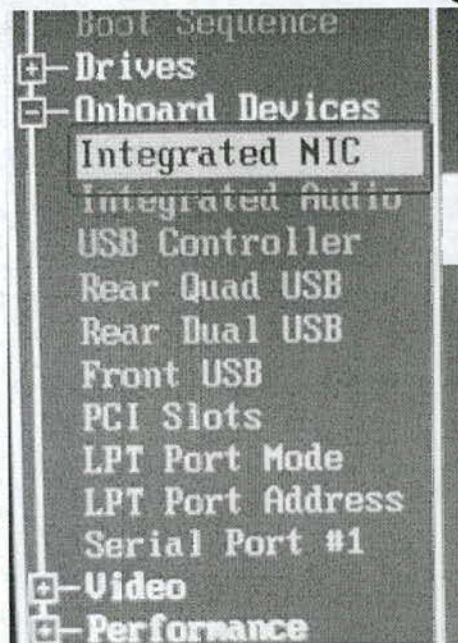 Boot Sequence
Drives
Onboard Devices
Integrated NIC
Integrated Audio
USB Controller
Rear Quad USB
Rear Dual USB
Front USB
PCI Slots
LPT Port Mode
LPT Port Address
Serial Port #1
Video
Performance